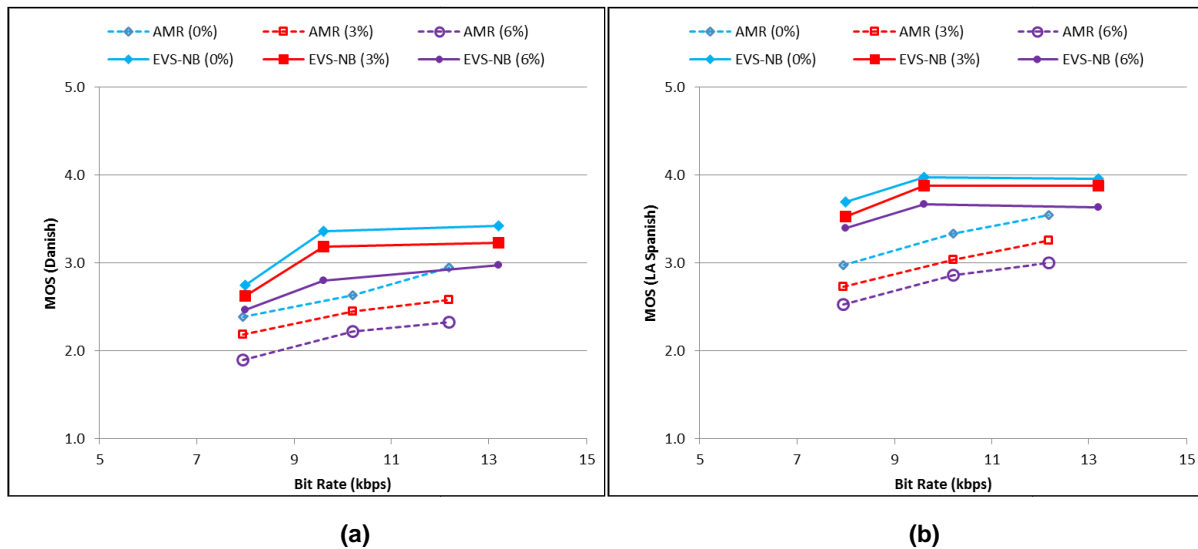 AMR (0%) AMR (3%) AMR (6%)
EVS-NB (0%) EVS-NB (3%) EVS-NB (6%)
5.0
4.0
3.0
2.0
1.0
MOS (Danish)
5 7 9 11 13 15
Bit Rate (kbps)
(a)
AMR (0%) AMR (3%) AMR (6%)
EVS-NB (0%) EVS-NB (3%) EVS-NB (6%)
5.0
4.0
3.0
2.0
1.0
MOS (LA Spanish)
5 7 9 11 13 15
Bit Rate (kbps)
(b)